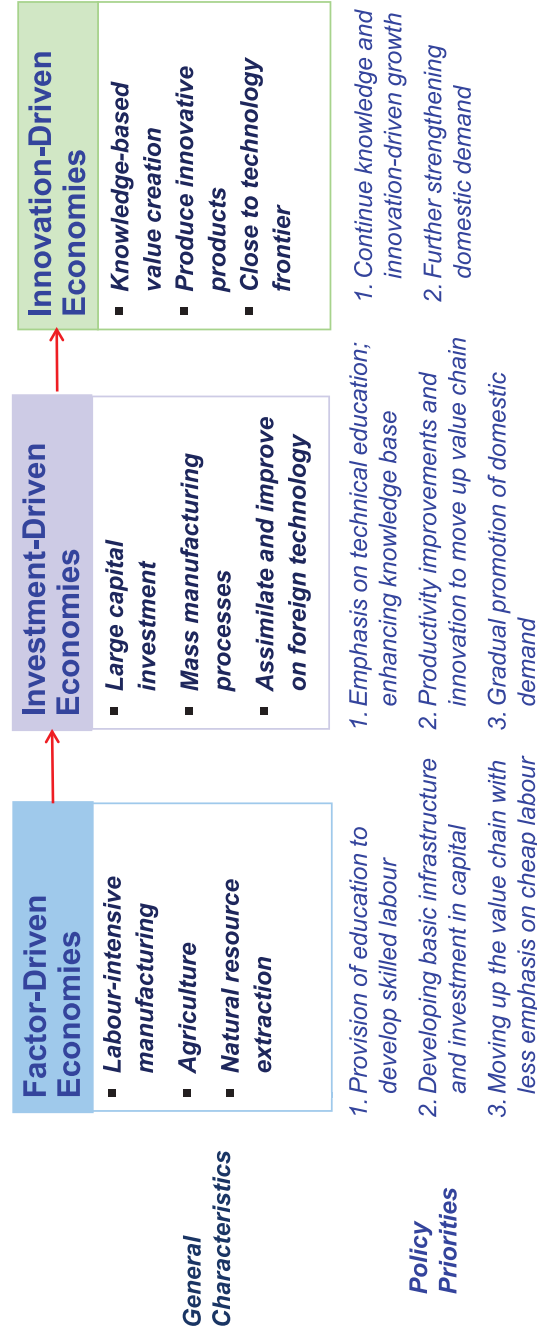 Factor-Driven
Economies
▪ Labour-intensive
manufacturing
▪ Agriculture
▪ Natural resource
extraction
Investment-Driven
Economies
▪ Large capital
investment
▪ Mass manufacturing
processes
▪ Assimilate and improve
on foreign technology
Innovation-Driven
Economies
▪ Knowledge-based
value creation
▪ Produce innovative
products
▪ Close to technology
frontier
General
Characteristics
Policy
Priorities
1. Provision of education to
develop skilled labour
2. Developing basic infrastructure
and investment in capital
3. Moving up the value chain with
less emphasis on cheap labour
1. Emphasis on technical education;
enhancing knowledge base
2. Productivity improvements and
innovation to move up value chain
3. Gradual promotion of domestic
demand
1. Continue knowledge and
innovation-driven growth
2. Further strengthening
domestic demand